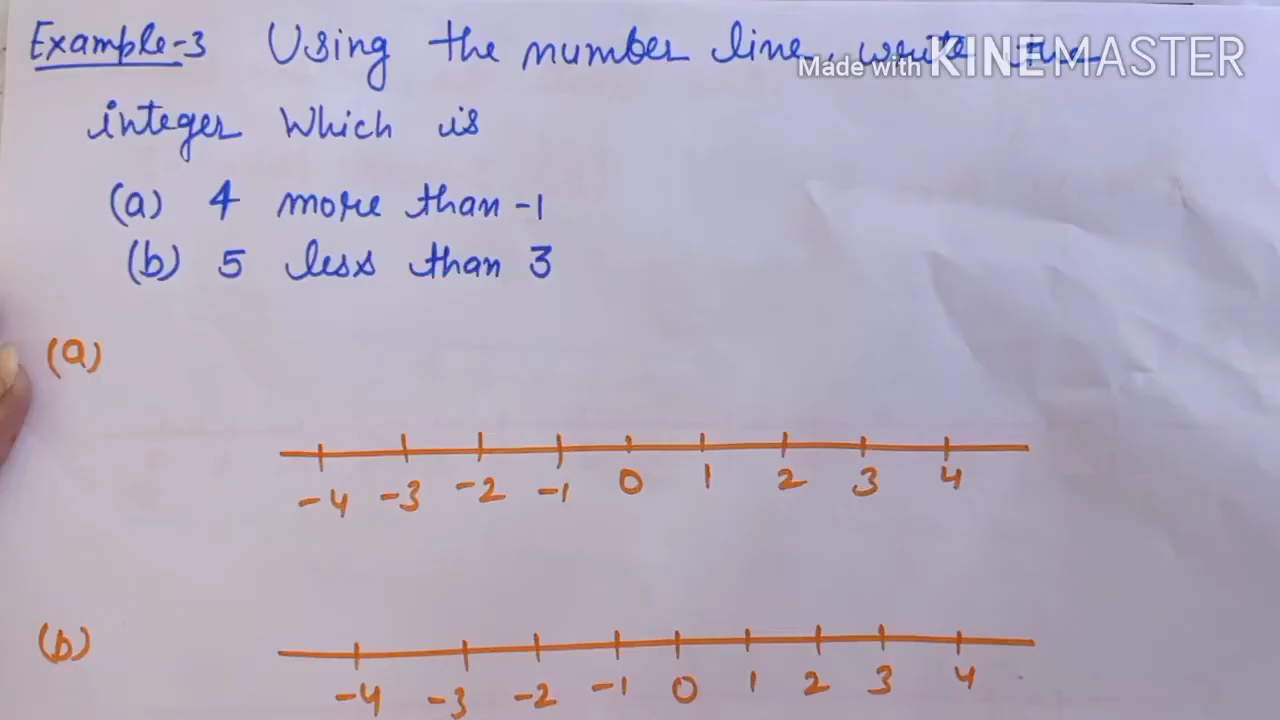 Example-3 Using the number line, write the
Made with KINEMASTER
integer which is
(a) 4 more than -1
(b) 5 less than 3
(a)
-4 -3 -2 -1 0 1 2 3 4
(b)
-4 -3 -2 -1 0 1 2 3 4